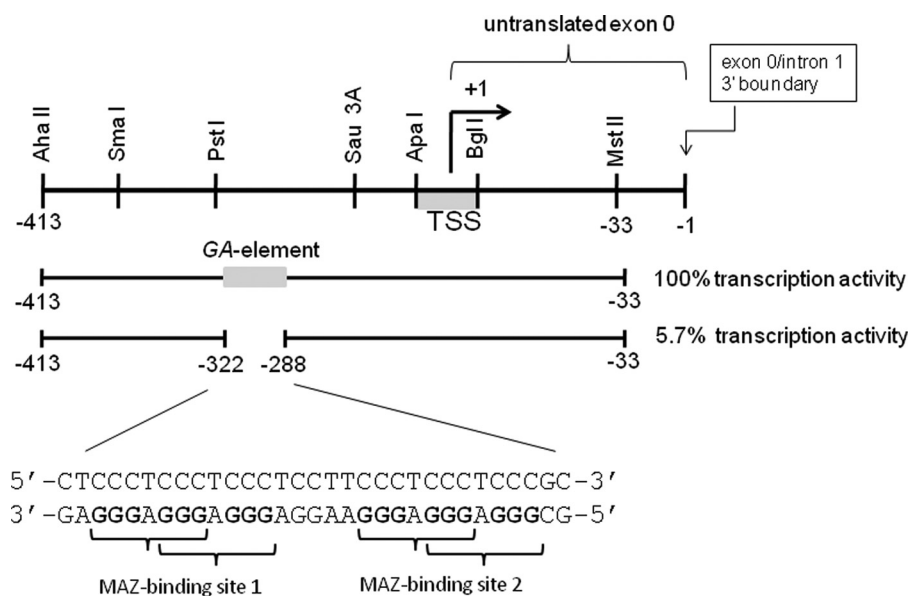 untranslated exon 0
exon 0/intron 1
3' boundary
+1
Aha II
Sma I
Pst I
Sau 3A
Apa I
Bgl I
Mst II
TSS
-413
-33
-1
GA-element
100% transcription activity
-413
-33
5.7% transcription activity
-413
-322
-288
-33
5'-CTCCCTCCCTCCCTCCTTCCCTCCCTCCCGC-3'
3'-GAGGGAGGGAGGGAGGAAGGGAGGGAGGGCG-5'
MAZ-binding site 1
MAZ-binding site 2